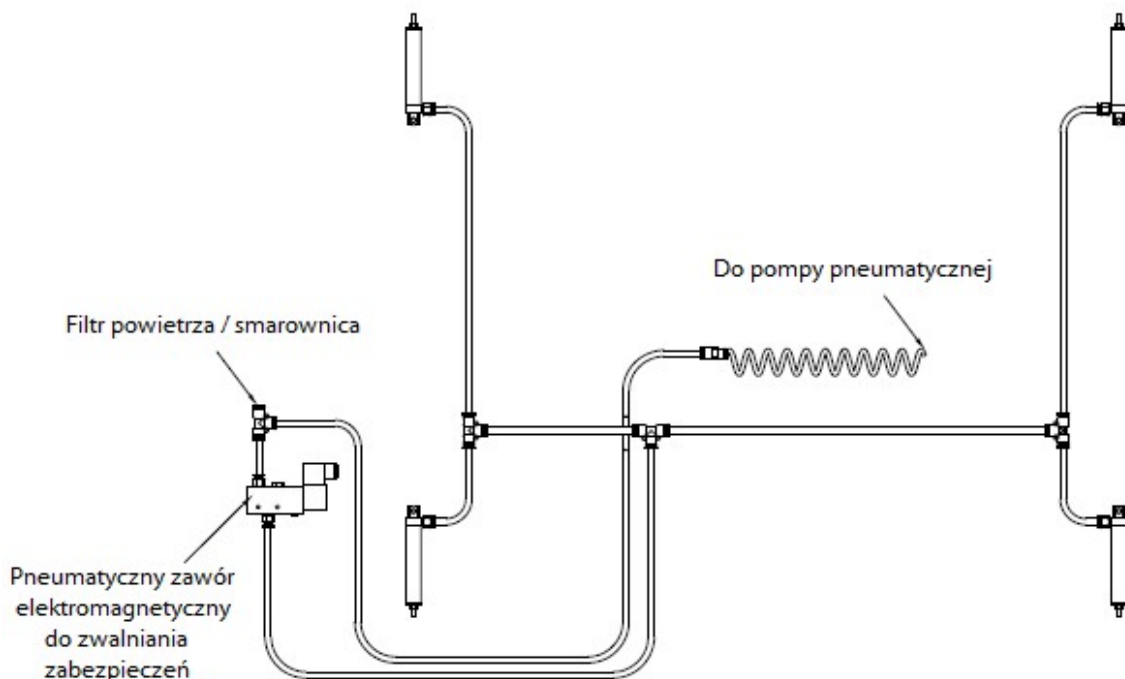 Do pompy pneumatycznej
Filtr powietrza / smarownica
Pneumatyczny zawór
elektromagnetyczny
do zwalniania
zabezpieczeń